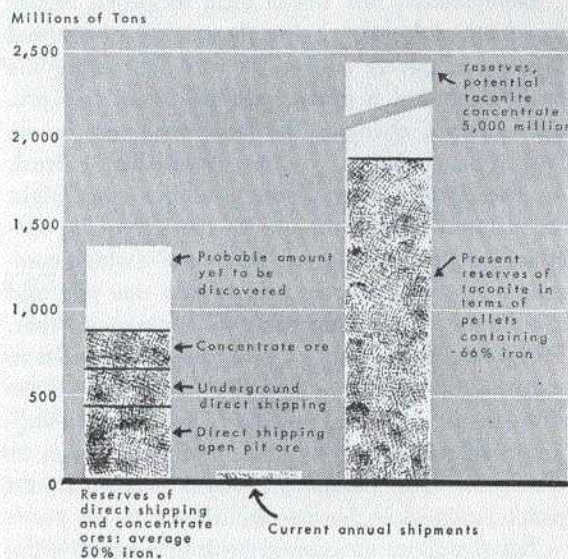 Millions of Tons
2,500
2,000
1,500
1,000
500
0
reserves,
potential
taconite
concentrate
5,000 million
Probable amount
yet to be
discovered
Concentrate ore
Underground
direct shipping
Direct shipping
open pit ore
Present
reserves of
taconite in
terms of
pellets
containing
66% iron
Reserves of
direct shipping
and concentrate
ores: average
50% iron.
Current annual shipments